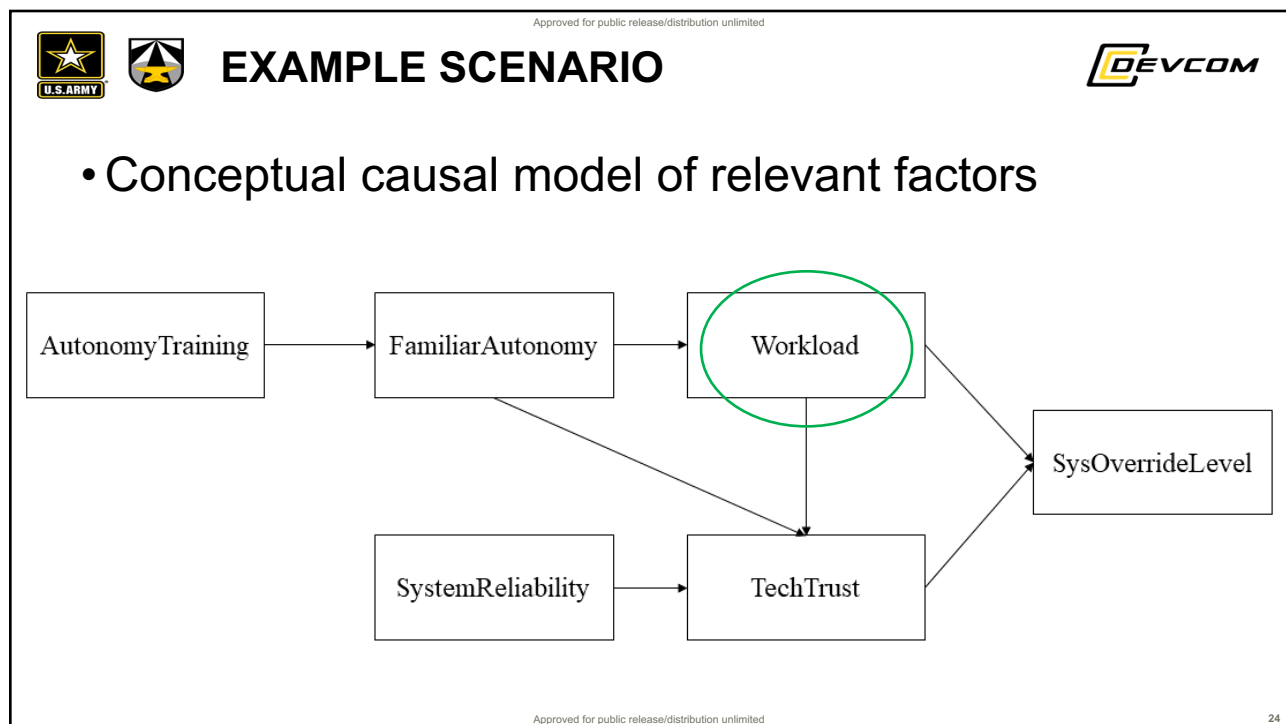 Approved for public release/distribution unlimited
U.S.ARMY
EXAMPLE SCENARIO
DEVCOM
• Conceptual causal model of relevant factors
AutonomyTraining
FamiliarAutonomy
Workload
SysOverrideLevel
SystemReliability
TechTrust
Approved for public release/distribution unlimited
24